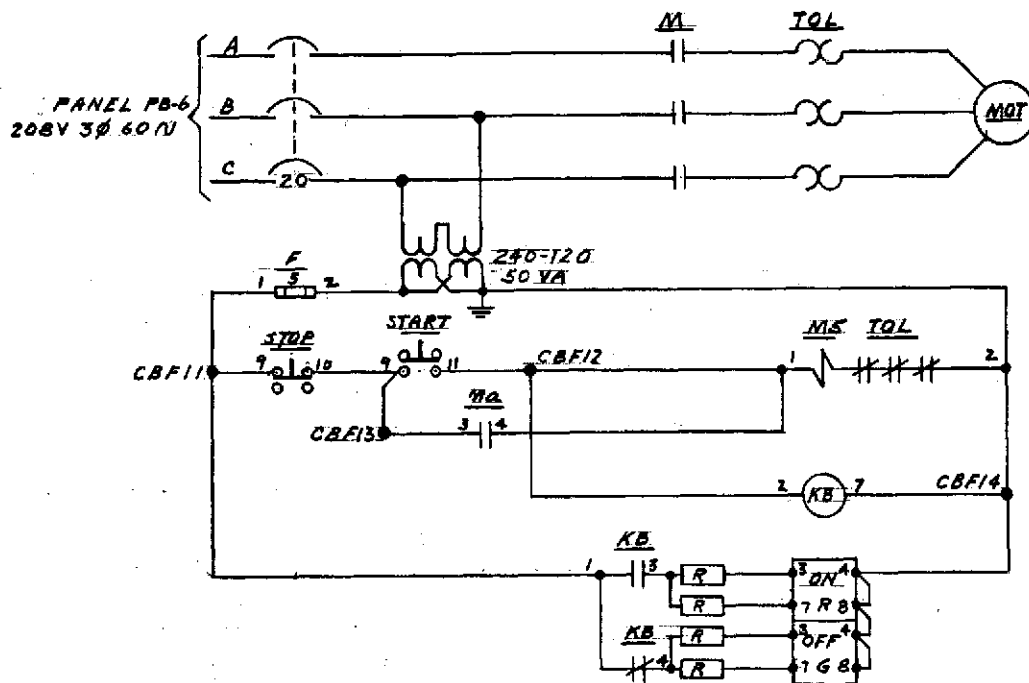 M TOL
A
PANEL PB-6 B MOT
208V 3Ø 60~
C 20
240-120
F 50 VA
1 5 2
START
STOP M5 TOL
CBF11 9 10 9 11 CBF12 1 2
Ma
CBF13 3 4
CBF14
2 KB 7
KB
1 3 R 3 ON 4
R 7 R 8
KB R 3 OFF 4
4 R 7 G 8